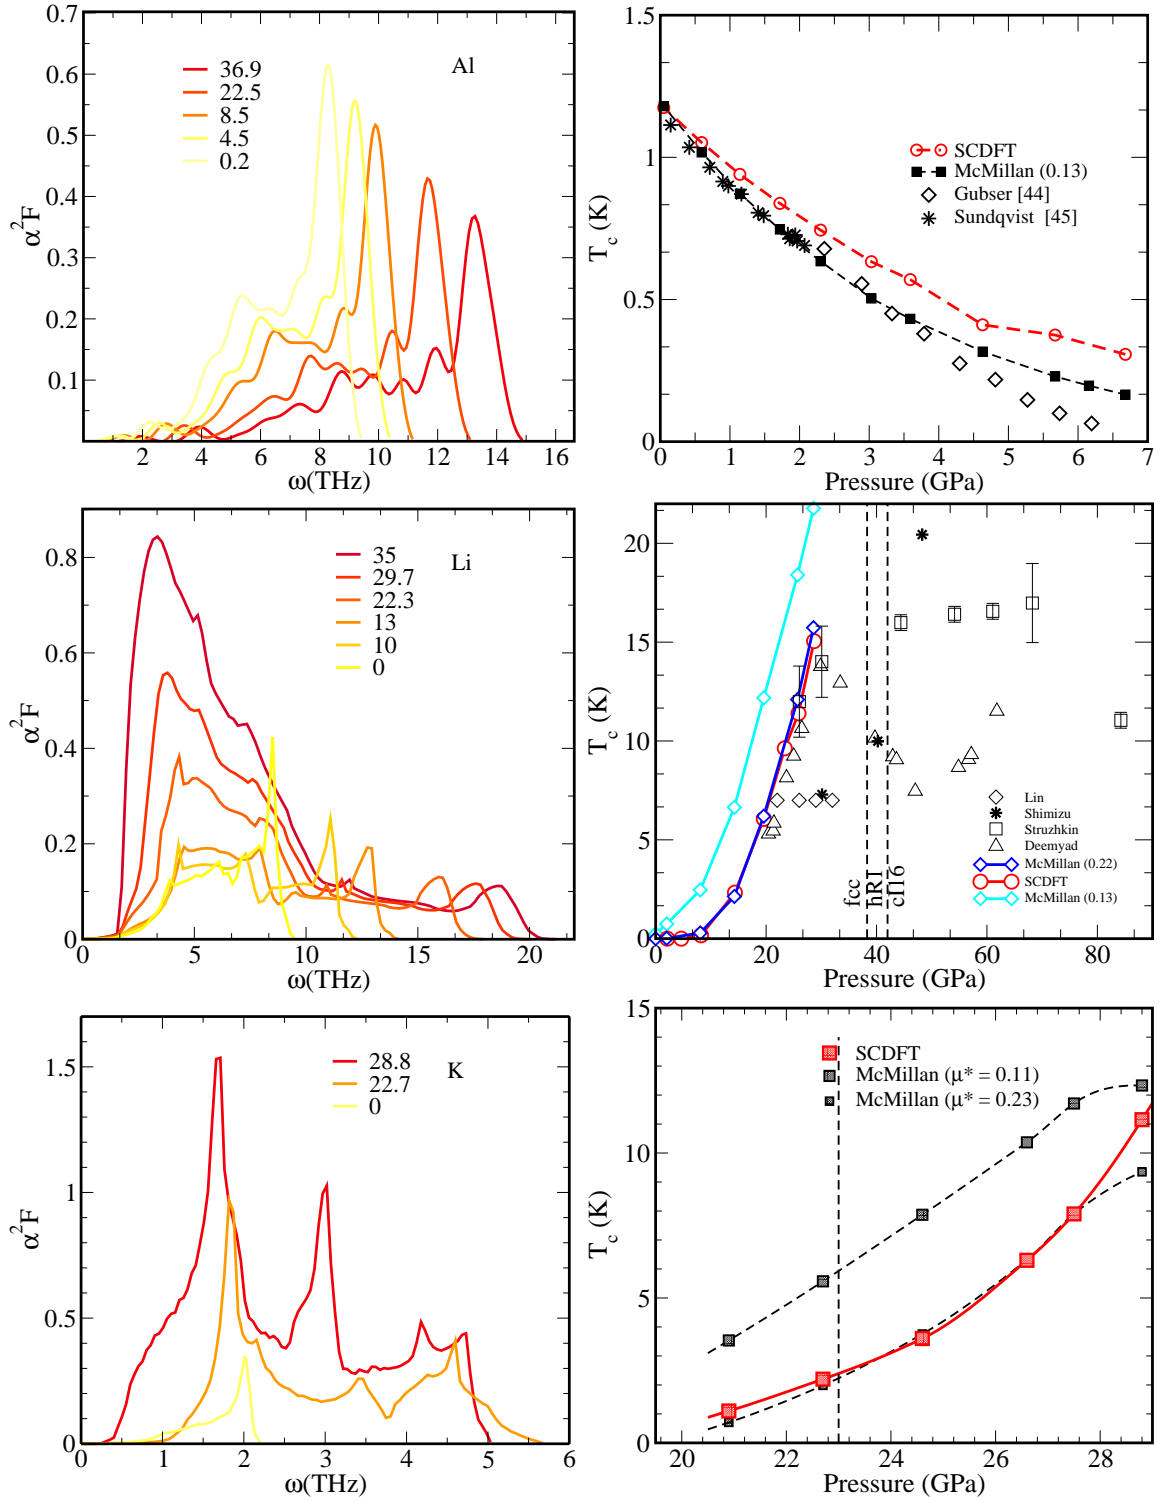 0.7
0.6
0.5
0.4
0.3
0.2
0.1
α²F
36.9
22.5
8.5
4.5
0.2
Al
2 4 6 8 10 12 14 16
ω(THz)
1.5
1
0.5
0
T_c (K)
SCDFT
McMillan (0.13)
Gubser [44]
Sundqvist [45]
0 1 2 3 4 5 6 7
Pressure (GPa)
0.8
0.6
0.4
0.2
0
α²F
35
29.7
22.3
13
10
0
Li
0 5 10 15 20
ω(THz)
20
15
10
5
0
T_c (K)
fcc
hRI
cI16
Lin
Shimizu
Struzhkin
Deemyad
McMillan (0.22)
SCDFT
McMillan (0.13)
0 20 40 60 80
Pressure (GPa)
1.5
1
0.5
0
α²F
28.8
22.7
0
K
0 1 2 3 4 5 6
ω(THz)
15
10
5
0
T_c (K)
SCDFT
McMillan (μ* = 0.11)
McMillan (μ* = 0.23)
20 22 24 26 28
Pressure (GPa)